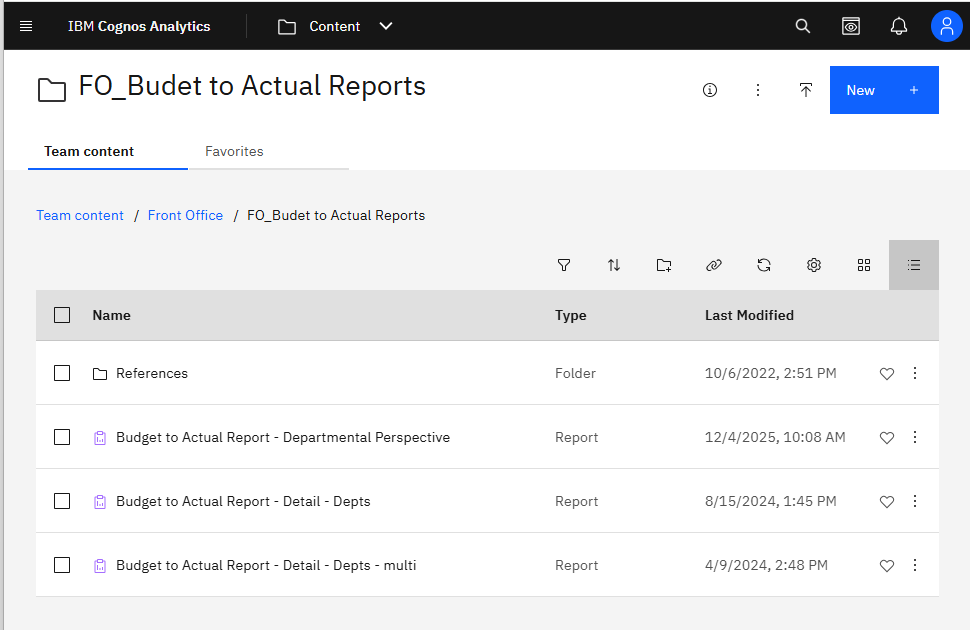 IBM Cognos Analytics Content
FO_Budet to Actual Reports
New +
Team content Favorites
Team content / Front Office / FO_Budet to Actual Reports
Name Type Last Modified
References Folder 10/6/2022, 2:51 PM
Budget to Actual Report - Departmental Perspective Report 12/4/2025, 10:08 AM
Budget to Actual Report - Detail - Depts Report 8/15/2024, 1:45 PM
Budget to Actual Report - Detail - Depts - multi Report 4/9/2024, 2:48 PM